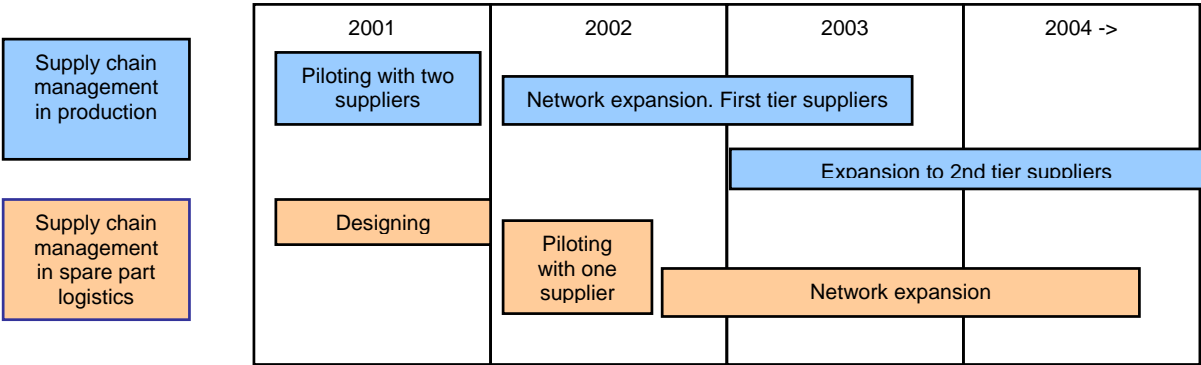 2001
2002
2003
2004 ->
Supply chain
management
in production
Piloting with two
suppliers
Network expansion. First tier suppliers
Expansion to 2nd tier suppliers
Supply chain
management
in spare part
logistics
Designing
Piloting
with one
supplier
Network expansion